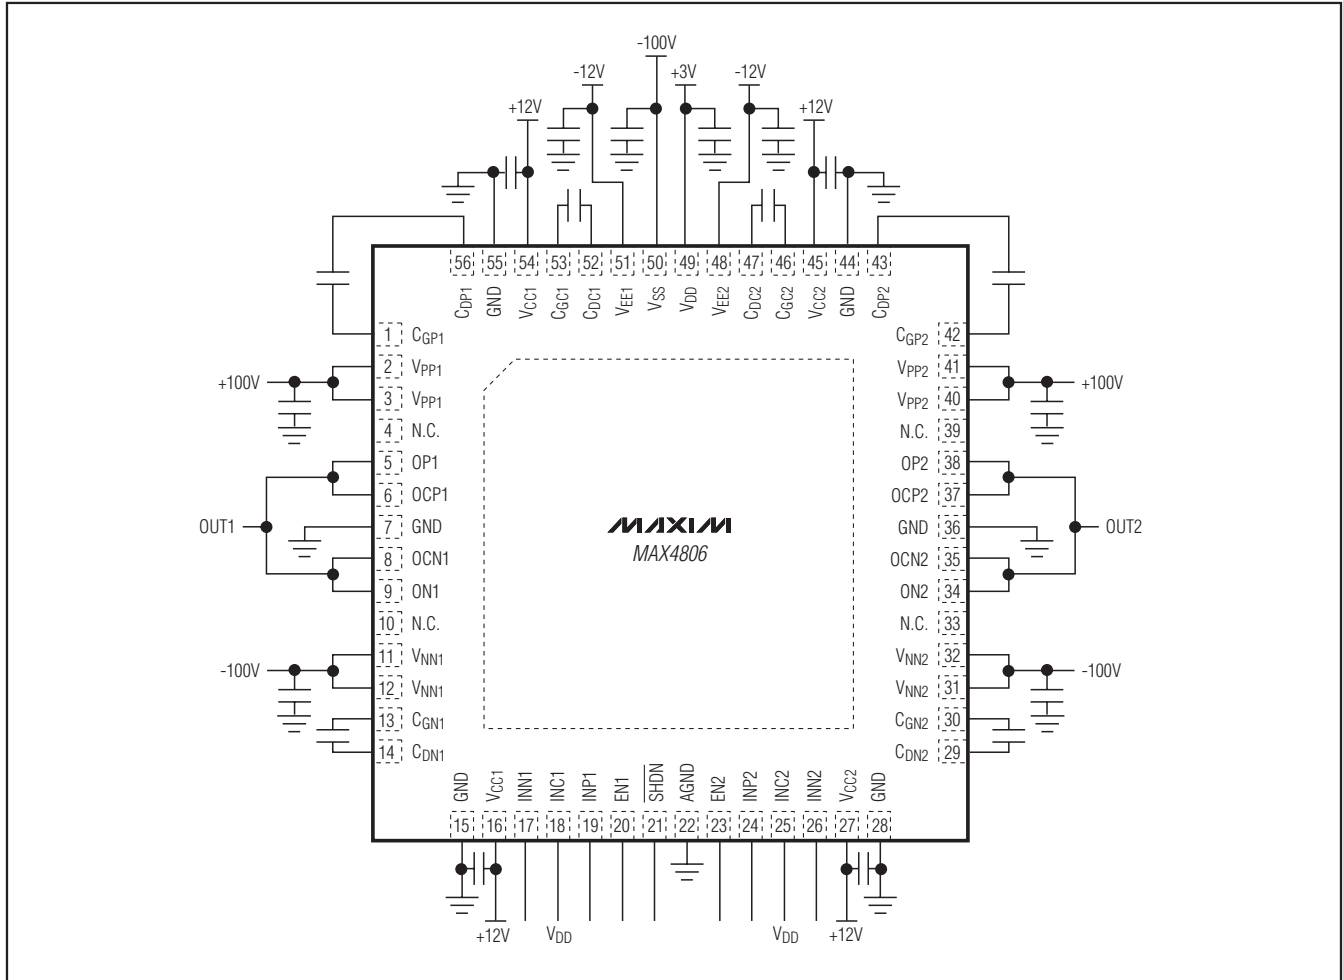 -100V
-12V
+3V
-12V
+12V
+12V
56 55 54 53 52 51 50 49 48 47 46 45 44 43
CDP1 GND VCC1 CGC1 CDC1 VEE1 VSS VDD VEE2 CDC2 CGC2 VCC2 GND CDP2
1 CGP1
2 VPP1
+100V
3 VPP1
4 N.C.
5 OP1
6 OCP1
OUT1
7 GND
8 OCN1
9 ON1
10 N.C.
11 VNN1
-100V
12 VNN1
13 CGN1
14 CDN1
MAXIM
MAX4806
CGP2 42
VPP2 41
+100V
VPP2 40
N.C. 39
OP2 38
OCP2 37
GND 36
OUT2
OCN2 35
ON2 34
N.C. 33
VNN2 32
-100V
VNN2 31
CGN2 30
CDN2 29
GND VCC1 INN1 INC1 INP1 EN1 SHDN AGND EN2 INP2 INC2 INN2 VCC2 GND
15 16 17 18 19 20 21 22 23 24 25 26 27 28
+12V VDD VDD +12V